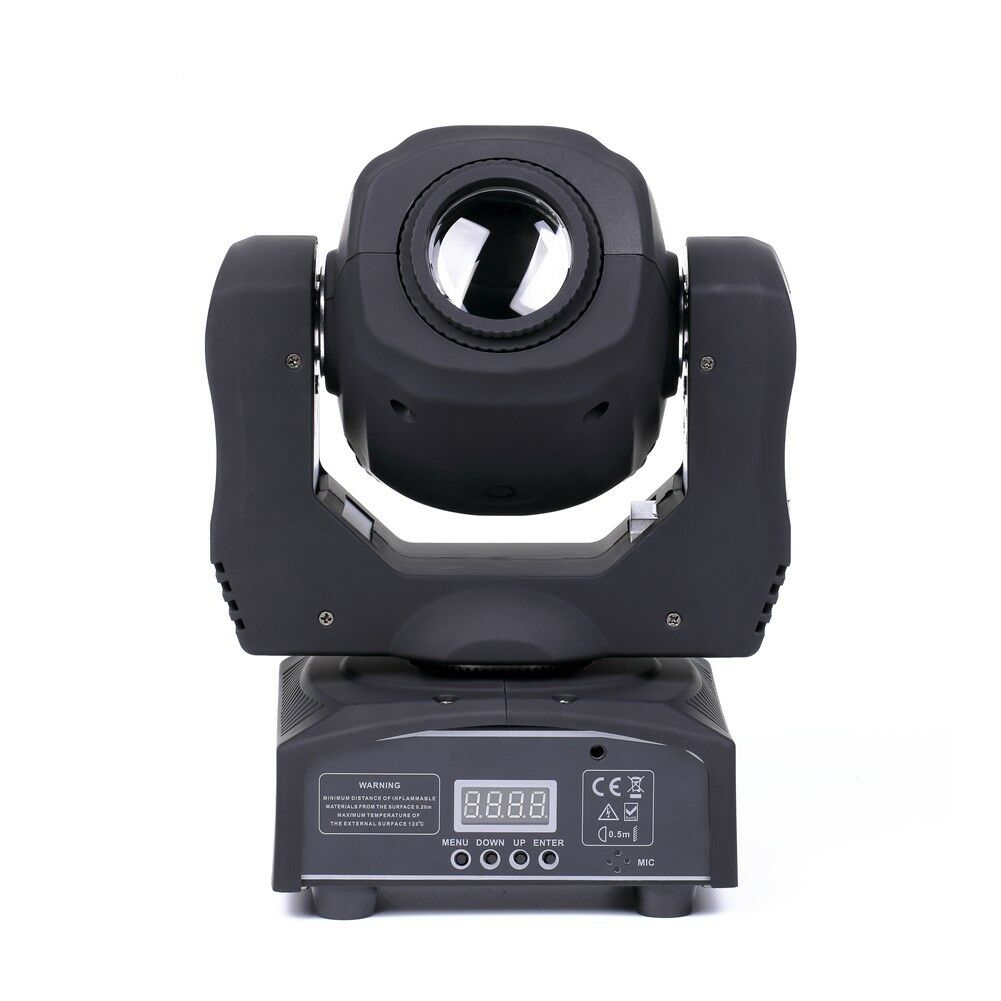 WARNING
MINIMUM DISTANCE OF INFLAMMABLE
MATERIALS FROM THE SURFACE 0.20m
MAXIMUM TEMPERATURE OF
THE EXTERNAL SURFACE 120℃
8.8.8.8.
MENU DOWN UP ENTER
CE
RoHS
0.5m
MIC